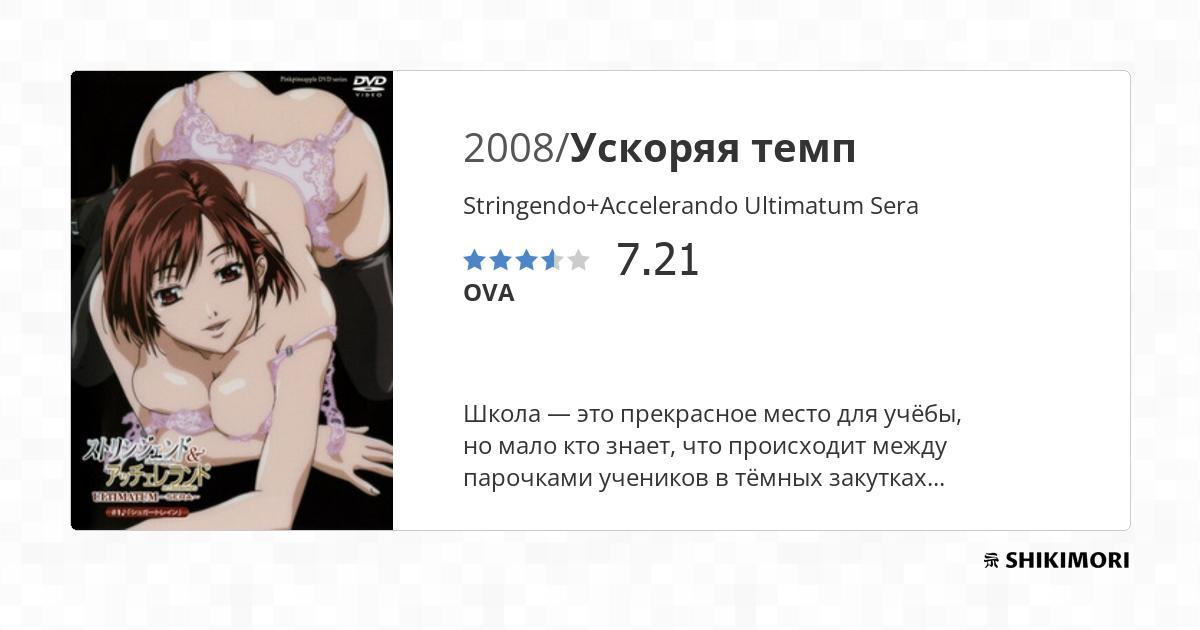 Pinkpineapple DVD series
DVD
VIDEO
2008/Ускоряя темп
Stringendo+Accelerando Ultimatum Sera
7.21
OVA
Школа — это прекрасное место для учёбы,
но мало кто знает, что происходит между
парочками учеников в тёмных закутках...
ストリンジェンド&
アッチェレランド
ULTIMATUM~SERA~
#1♪「シュガートレイン」
SHIKIMORI